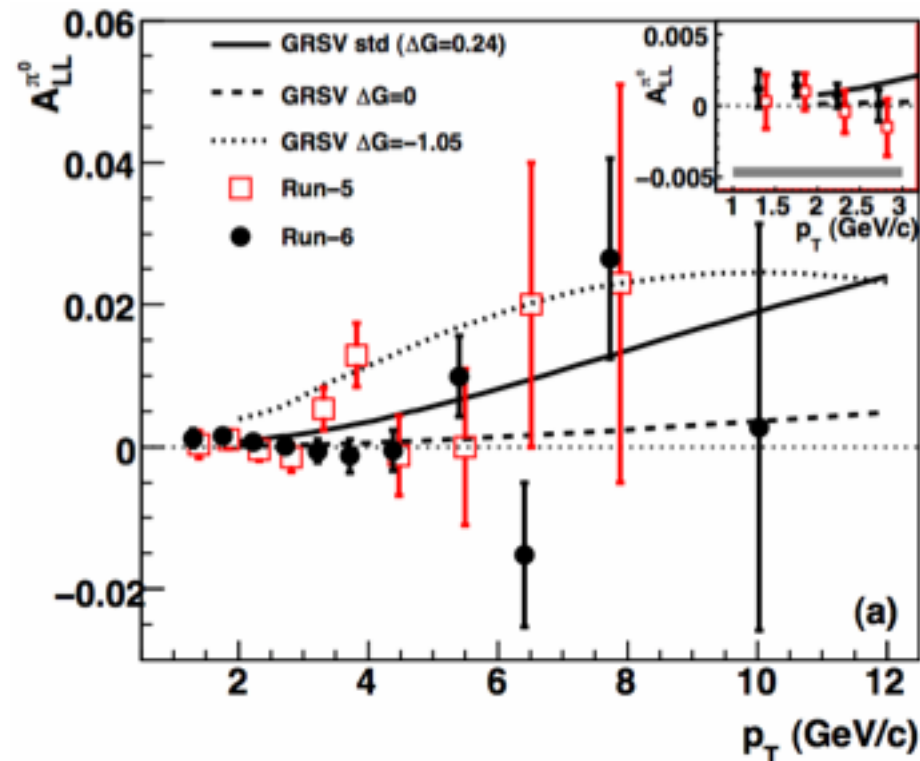 0.06
A_LL^π⁰
GRSV std (ΔG=0.24)
GRSV ΔG=0
GRSV ΔG=−1.05
Run−5
Run−6
0.04
0.02
0
−0.02
(a)
2 4 6 8 10 12
p_T (GeV/c)
0.005
A_LL^π⁰
0
−0.005
1 1.5 2 2.5 3
p_T (GeV/c)